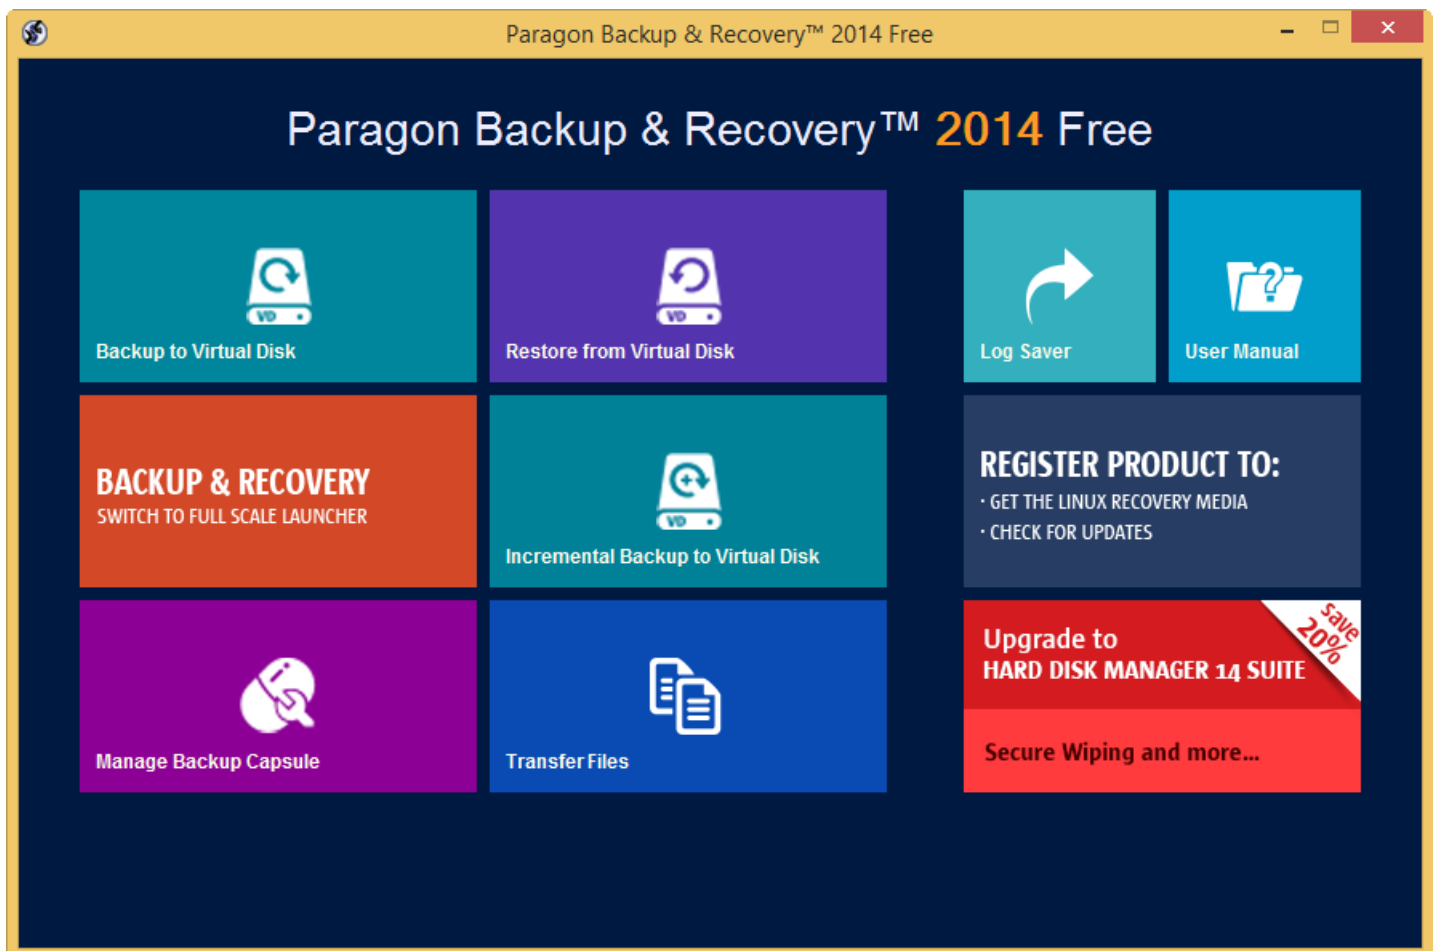 Paragon Backup & Recovery™ 2014 Free
Paragon Backup & Recovery™ 2014 Free
VD
Backup to Virtual Disk
VD
Restore from Virtual Disk
Log Saver
?
User Manual
BACKUP & RECOVERY
SWITCH TO FULL SCALE LAUNCHER
VD
Incremental Backup to Virtual Disk
REGISTER PRODUCT TO:
· GET THE LINUX RECOVERY MEDIA
· CHECK FOR UPDATES
Manage Backup Capsule
Transfer Files
Upgrade to
HARD DISK MANAGER 14 SUITE
save
20%
Secure Wiping and more...